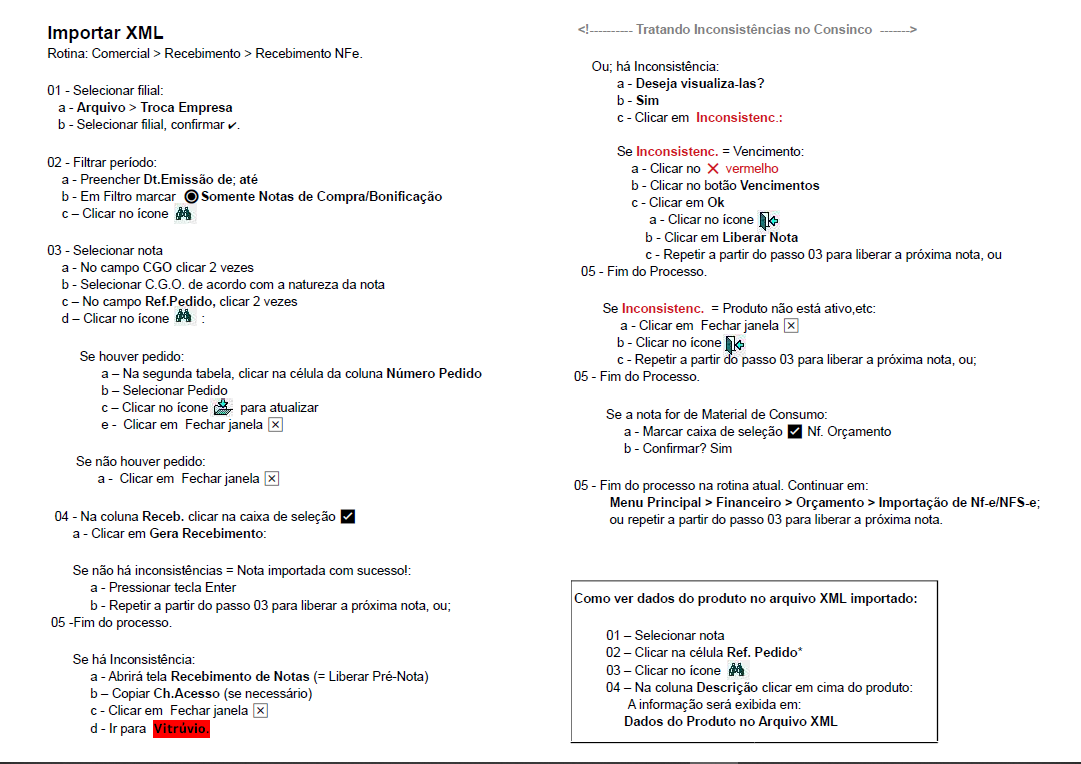 Importar XML
Rotina: Comercial > Recebimento > Recebimento NFe.
01 - Selecionar filial:
a - Arquivo > Troca Empresa
b - Selecionar filial, confirmar ✔.
02 - Filtrar período:
a - Preencher Dt.Emissão de; até
b - Em Filtro marcar Somente Notas de Compra/Bonificação
c – Clicar no ícone
03 - Selecionar nota
a - No campo CGO clicar 2 vezes
b - Selecionar C.G.O. de acordo com a natureza da nota
c – No campo Ref.Pedido, clicar 2 vezes
d – Clicar no ícone :
Se houver pedido:
a – Na segunda tabela, clicar na célula da coluna Número Pedido
b – Selecionar Pedido
c – Clicar no ícone para atualizar
e - Clicar em Fechar janela
Se não houver pedido:
a - Clicar em Fechar janela
04 - Na coluna Receb. clicar na caixa de seleção
a - Clicar em Gera Recebimento:
Se não há inconsistências = Nota importada com sucesso!:
a - Pressionar tecla Enter
b - Repetir a partir do passo 03 para liberar a próxima nota, ou;
05 -Fim do processo.
Se há Inconsistência:
a - Abrirá tela Recebimento de Notas (= Liberar Pré-Nota)
b – Copiar Ch.Acesso (se necessário)
c - Clicar em Fechar janela
d - Ir para Vitrúvio.
<!---------- Tratando Inconsistências no Consinco ------->
Ou; há Inconsistência:
a - Deseja visualiza-las?
b - Sim
c - Clicar em Inconsistenc.:
Se Inconsistenc. = Vencimento:
a - Clicar no vermelho
b - Clicar no botão Vencimentos
c - Clicar em Ok
a - Clicar no ícone
b - Clicar em Liberar Nota
c - Repetir a partir do passo 03 para liberar a próxima nota, ou
05 - Fim do Processo.
Se Inconsistenc. = Produto não está ativo,etc:
a - Clicar em Fechar janela
b - Clicar no ícone
c - Repetir a partir do passo 03 para liberar a próxima nota, ou;
05 - Fim do Processo.
Se a nota for de Material de Consumo:
a - Marcar caixa de seleção Nf. Orçamento
b - Confirmar? Sim
05 - Fim do processo na rotina atual. Continuar em:
Menu Principal > Financeiro > Orçamento > Importação de Nf-e/NFS-e;
ou repetir a partir do passo 03 para liberar a próxima nota.
Como ver dados do produto no arquivo XML importado:
01 – Selecionar nota
02 – Clicar na célula Ref. Pedido*
03 – Clicar no ícone
04 – Na coluna Descrição clicar em cima do produto:
A informação será exibida em:
Dados do Produto no Arquivo XML